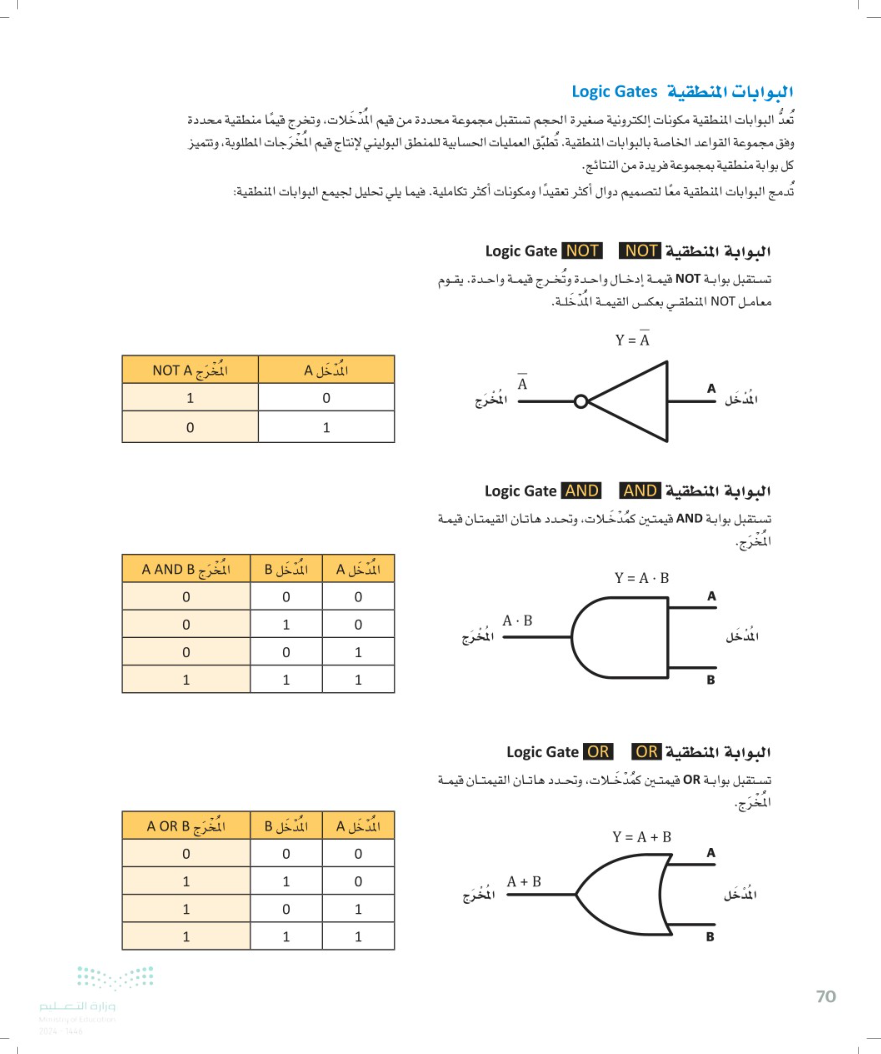 البوابات المنطقية Logic Gates
تُعدُّ البوابات المنطقية مكونات إلكترونية صغيرة الحجم تستقبل مجموعة محددة من قيم المُدْخَلات، وتخرج قيمًا منطقية محددة
وفق مجموعة القواعد الخاصة بالبوابات المنطقية. تُطبّق العمليات الحسابية للمنطق البوليني لإنتاج قيم المُخْرَجات المطلوبة، وتتميز
كل بوابة منطقية بمجموعة فريدة من النتائج.
تُدمج البوابات المنطقية معًا لتصميم دوال أكثر تعقيدًا ومكونات أكثر تكاملية. فيما يلي تحليل لجيمع البوابات المنطقية:
البوابة المنطقية NOT Logic Gate NOT
تستقبل بوابة NOT قيمة إدخال واحدة وتُخرج قيمة واحدة. يقوم
معامل NOT المنطقي بعكس القيمة المُدْخَلة.
Y = A̅
المُدْخَل A A̅ المُخْرَج
المُدْخَل A المُخْرَج NOT A
0 1
1 0
البوابة المنطقية AND Logic Gate AND
تستقبل بوابة AND قيمتين كمُدْخَلات، وتحدد هاتان القيمتان قيمة
المُخْرَج.
Y = A · B
A
المُدْخَل A · B المُخْرَج
B
المُدْخَل A المُدْخَل B المُخْرَج A AND B
0 0 0
0 1 0
1 0 0
1 1 1
البوابة المنطقية OR Logic Gate OR
تستقبل بوابة OR قيمتين كمُدْخَلات، وتحدد هاتان القيمتان قيمة
المُخْرَج.
Y = A + B
A
المُدْخَل A + B المُخْرَج
B
المُدْخَل A المُدْخَل B المُخْرَج A OR B
0 0 0
0 1 1
1 0 1
1 1 1
وزارة التعليم
Ministry of Education
2024 - 1446
70